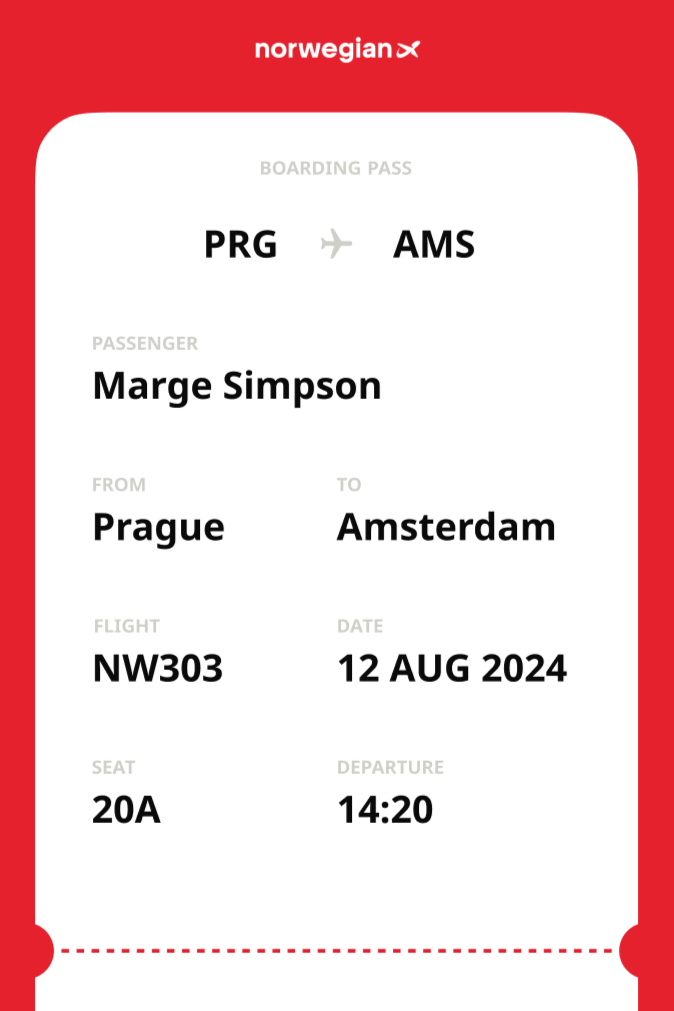 norwegian
BOARDING PASS
PRG AMS
PASSENGER
Marge Simpson
FROM TO
Prague Amsterdam
FLIGHT DATE
NW303 12 AUG 2024
SEAT DEPARTURE
20A 14:20